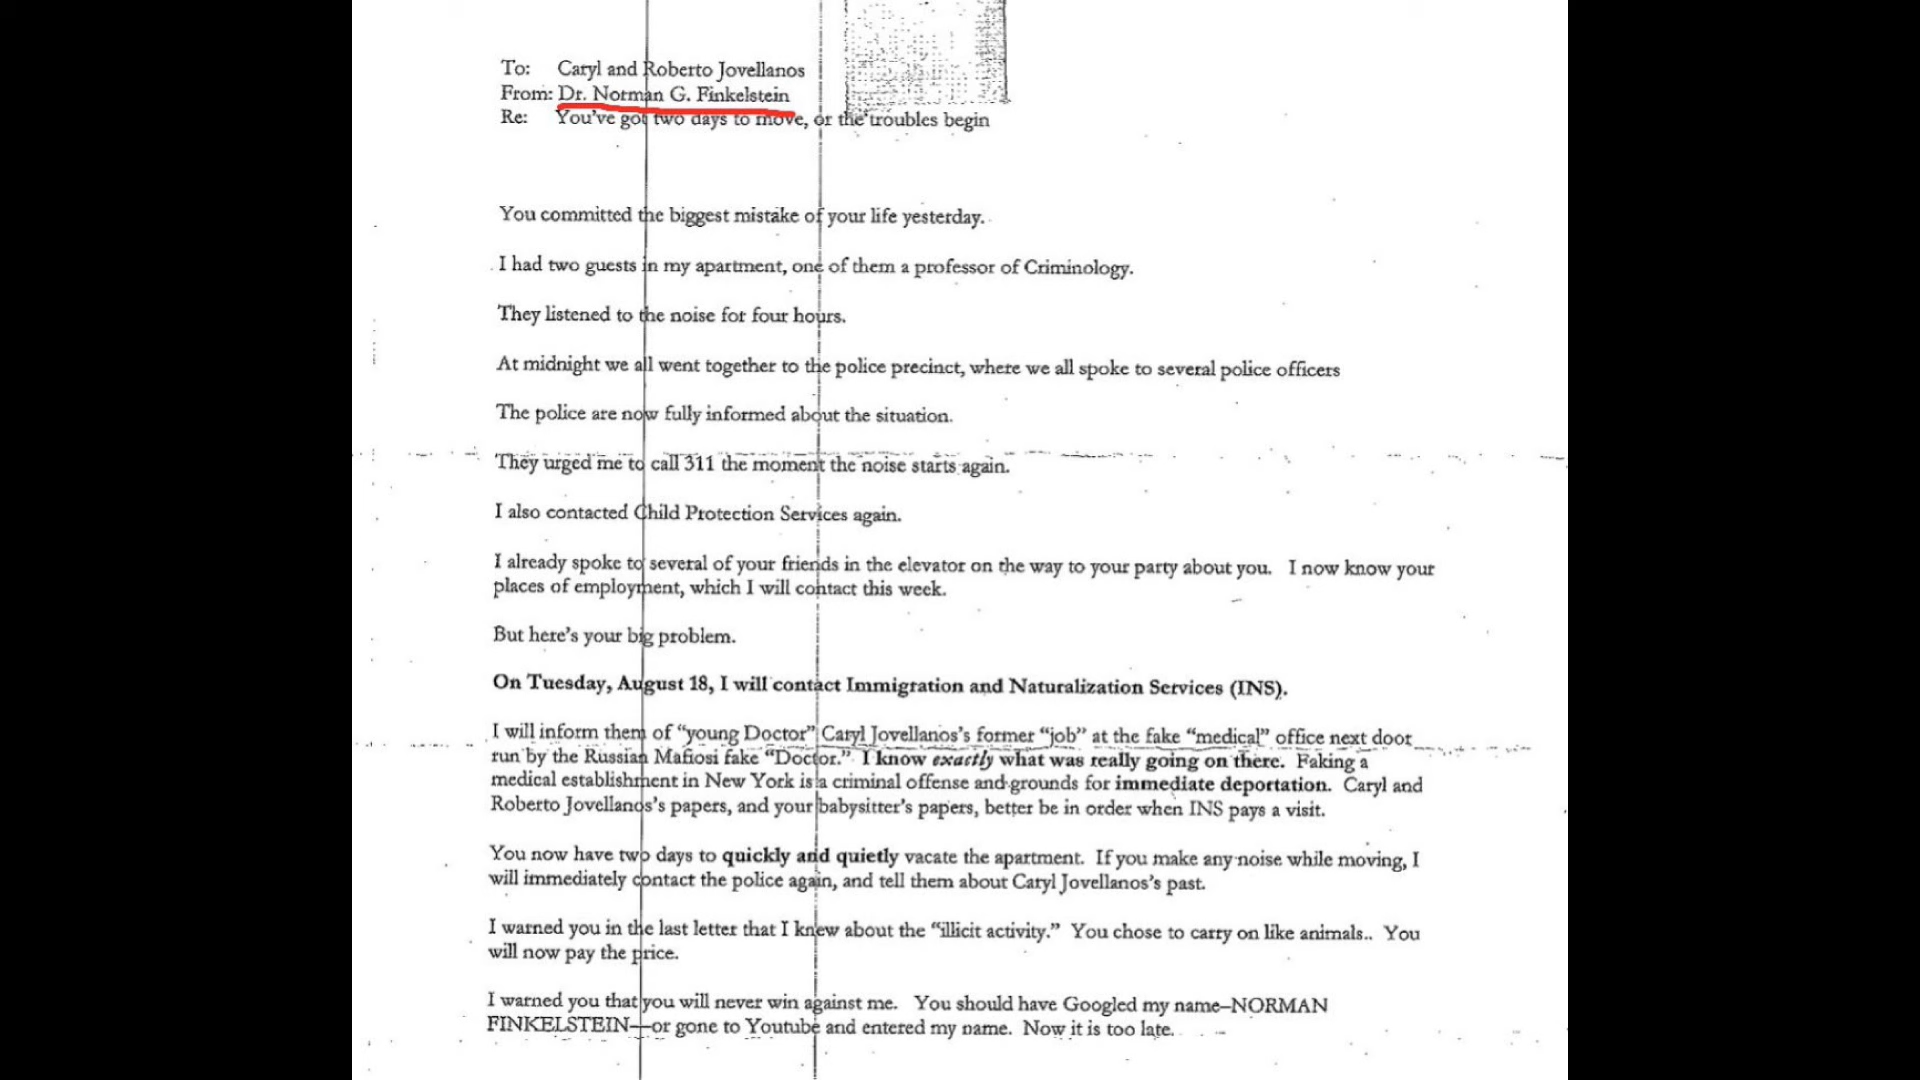 To: Caryl and Roberto Jovellanos
From: Dr. Norman G. Finkelstein
Re: You've got two days to move, or the troubles begin
You committed the biggest mistake of your life yesterday.
I had two guests in my apartment, one of them a professor of Criminology.
They listened to the noise for four hours.
At midnight we all went together to the police precinct, where we all spoke to several police officers
The police are now fully informed about the situation.
They urged me to call 311 the moment the noise starts again.
I also contacted Child Protection Services again.
I already spoke to several of your friends in the elevator on the way to your party about you. I now know your
places of employment, which I will contact this week.
But here's your big problem.
On Tuesday, August 18, I will contact Immigration and Naturalization Services (INS).
I will inform them of "young Doctor" Caryl Jovellanos's former "job" at the fake "medical" office next door
run by the Russian Mafiosi fake "Doctor." I know exactly what was really going on there. Faking a
medical establishment in New York is a criminal offense and grounds for immediate deportation. Caryl and
Roberto Jovellanos's papers, and your babysitter's papers, better be in order when INS pays a visit.
You now have two days to quickly and quietly vacate the apartment. If you make any noise while moving, I
will immediately contact the police again, and tell them about Caryl Jovellanos's past.
I warned you in the last letter that I knew about the "illicit activity." You chose to carry on like animals.. You
will now pay the price.
I warned you that you will never win against me. You should have Googled my name–NORMAN
FINKELSTEIN—or gone to Youtube and entered my name. Now it is too late.